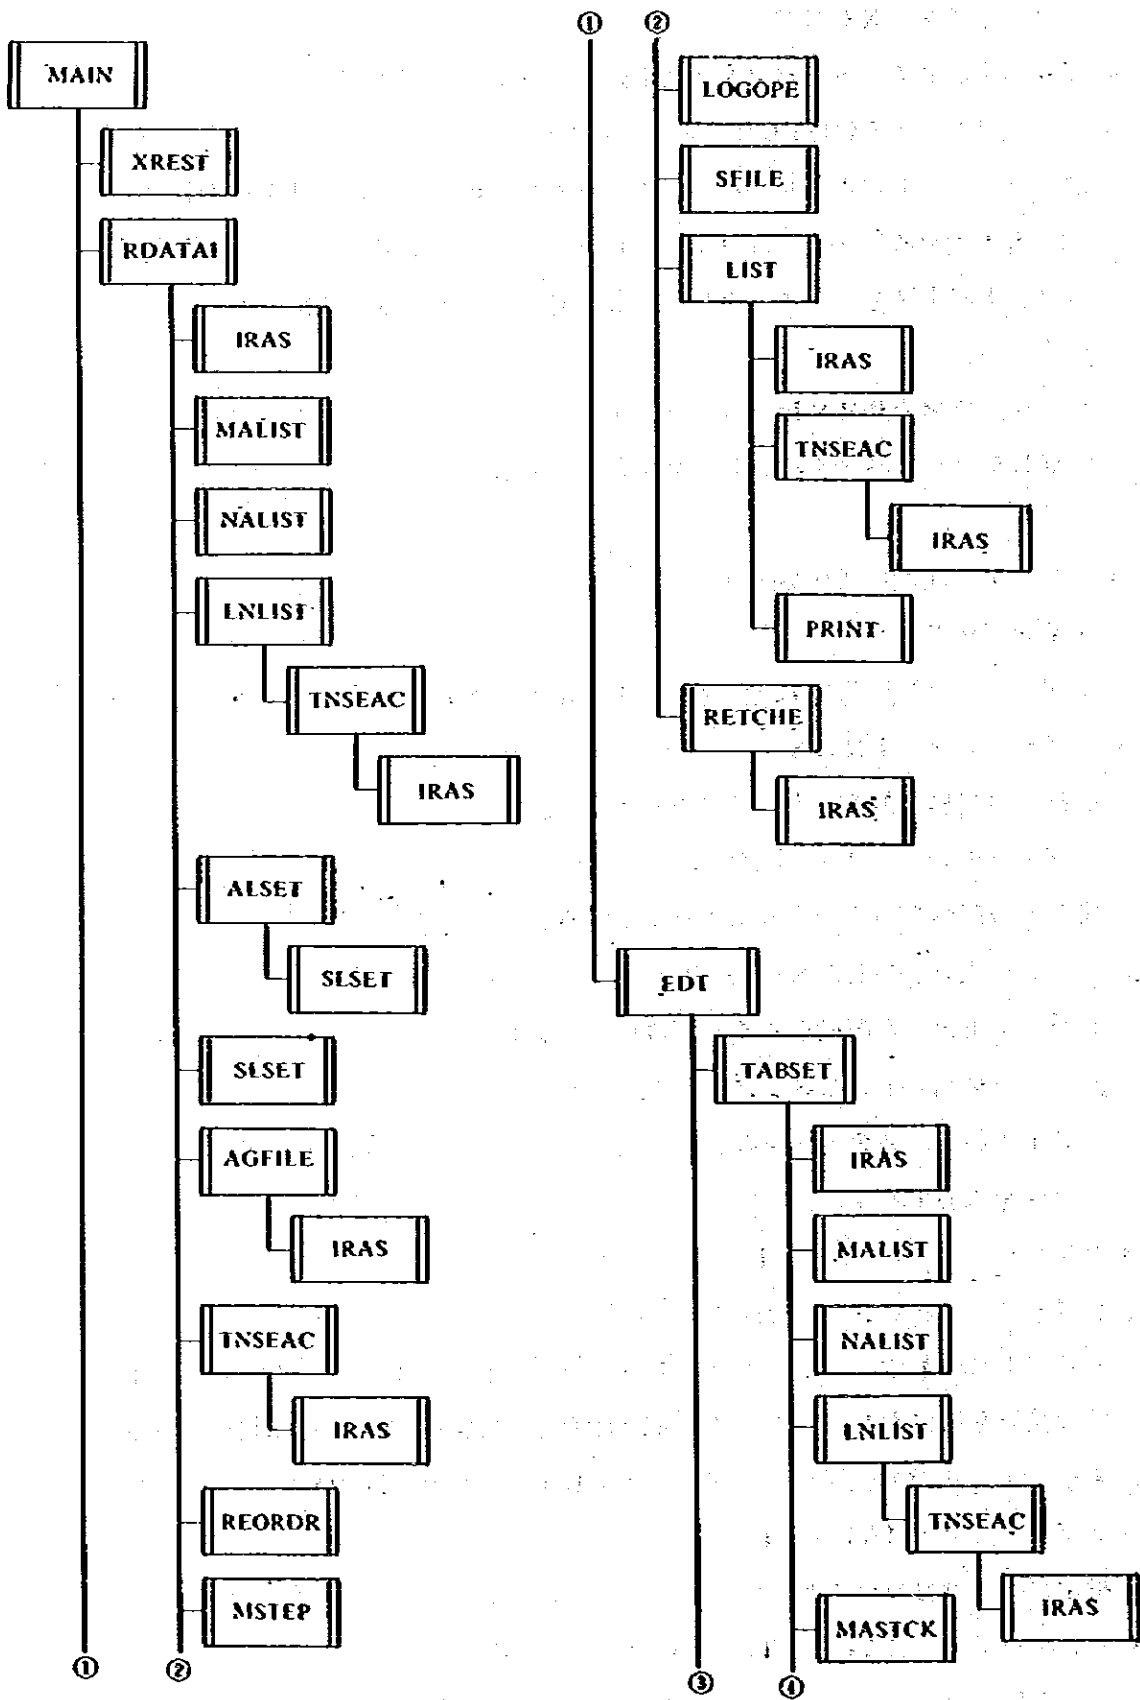 MAIN
XREST
RDATAI
IRAS
MALIST
NALIST
LNLIST
TNSEAC
IRAS
ALSET
SLSET
SLSET
AGFILE
IRAS
TNSEAC
IRAS
REORDR
MSTEP
① ②
① ②
LOGOPE
SFILE
LIST
IRAS
TNSEAC
IRAS
PRINT
RETCHE
IRAS
EDT
TABSET
IRAS
MALIST
NALIST
LNLIST
TNSEAC
IRAS
MASTCK
③ ④